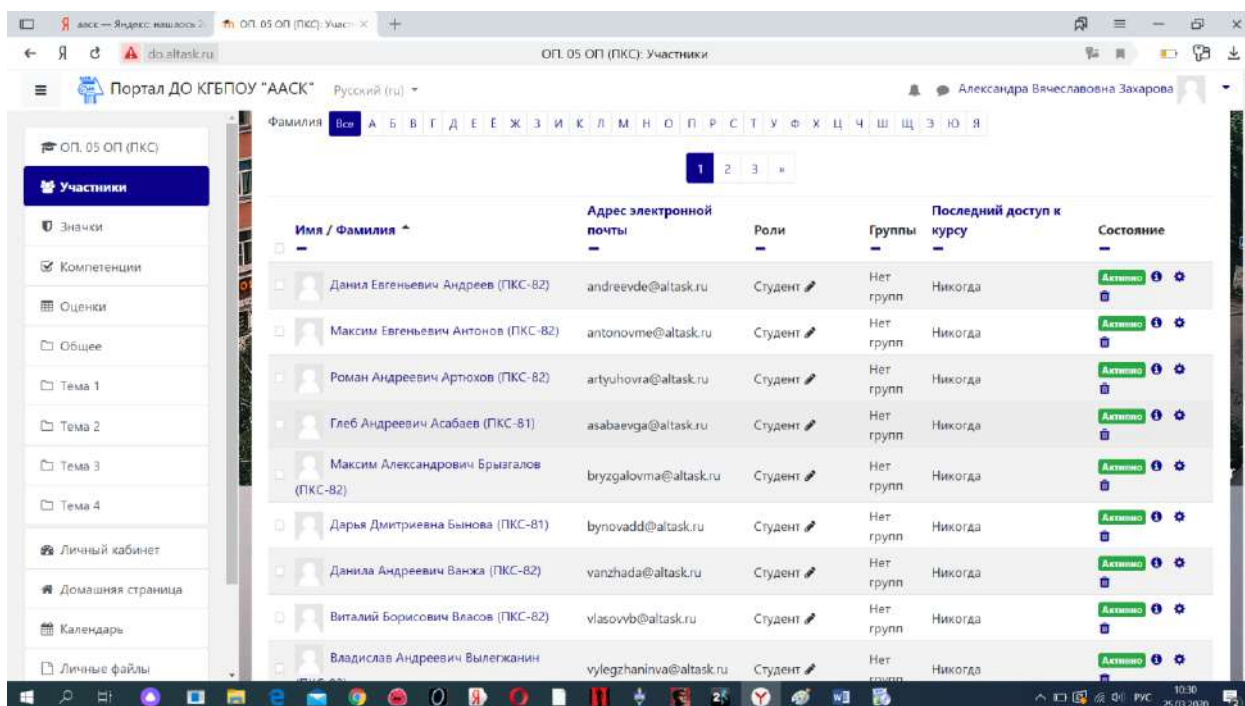 Яндекс: нашлось 2
ОП. 05 ОП (ПКС): Участ
do.altask.ru
ОП. 05 ОП (ПКС): Участники
Портал ДО КГБПОУ "ААСК"
Русский (ru)
Александра Вячеславовна Захарова
ОП. 05 ОП (ПКС)
Участники
Значки
Компетенции
Оценки
Общее
Тема 1
Тема 2
Тема 3
Тема 4
Личный кабинет
Домашняя страница
Календарь
Личные файлы
Фамилия Все А Б В Г Д Е Ё Ж З И К Л М Н О П Р С Т У Ф Х Ц Ч Ш Щ Э Ю Я
1 2 3 »
Имя / Фамилия Адрес электронной почты Роли Группы Последний доступ к курсу Состояние
Данил Евгеньевич Андреев (ПКС-82) andreevde@altask.ru Студент Нет групп Никогда Активно
Максим Евгеньевич Антонов (ПКС-82) antonovme@altask.ru Студент Нет групп Никогда Активно
Роман Андреевич Артюхов (ПКС-82) artyuhovra@altask.ru Студент Нет групп Никогда Активно
Глеб Андреевич Асабаев (ПКС-81) asabaevga@altask.ru Студент Нет групп Никогда Активно
Максим Александрович Брызгалов (ПКС-82) bryzgalovma@altask.ru Студент Нет групп Никогда Активно
Дарья Дмитриевна Бынова (ПКС-81) bynovadd@altask.ru Студент Нет групп Никогда Активно
Данила Андреевич Ванжа (ПКС-82) vanzhada@altask.ru Студент Нет групп Никогда Активно
Виталий Борисович Власов (ПКС-82) vlasovvb@altask.ru Студент Нет групп Никогда Активно
Владислав Андреевич Вылегжанин vylegzhaninva@altask.ru Студент Нет Никогда Активно
РУС
10:30
25.03.2020